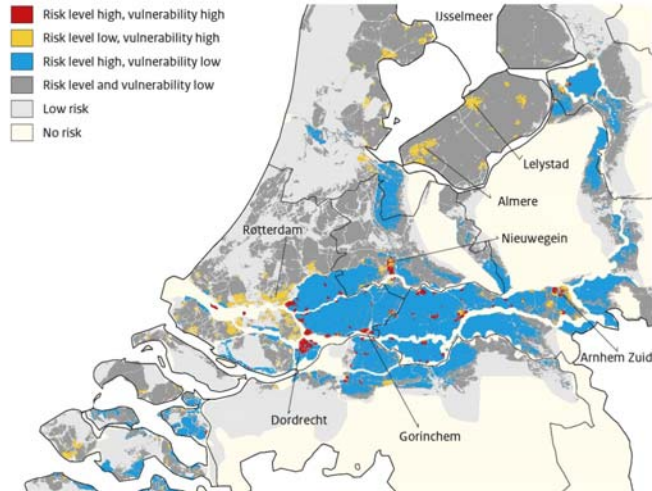 Risk level high, vulnerability high
Risk level low, vulnerability high
Risk level high, vulnerability low
Risk level and vulnerability low
Low risk
No risk
IJsselmeer
Lelystad
Almere
Rotterdam
Nieuwegein
Arnhem Zuid
Dordrecht
Gorinchem